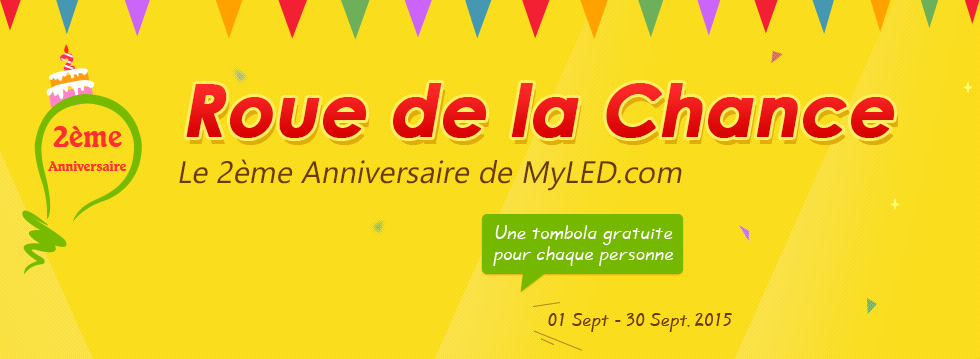 Roue de la Chance
2ème
Anniversaire
Le 2ème Anniversaire de MyLED.com
Une tombola gratuite
pour chaque personne
01 Sept - 30 Sept. 2015